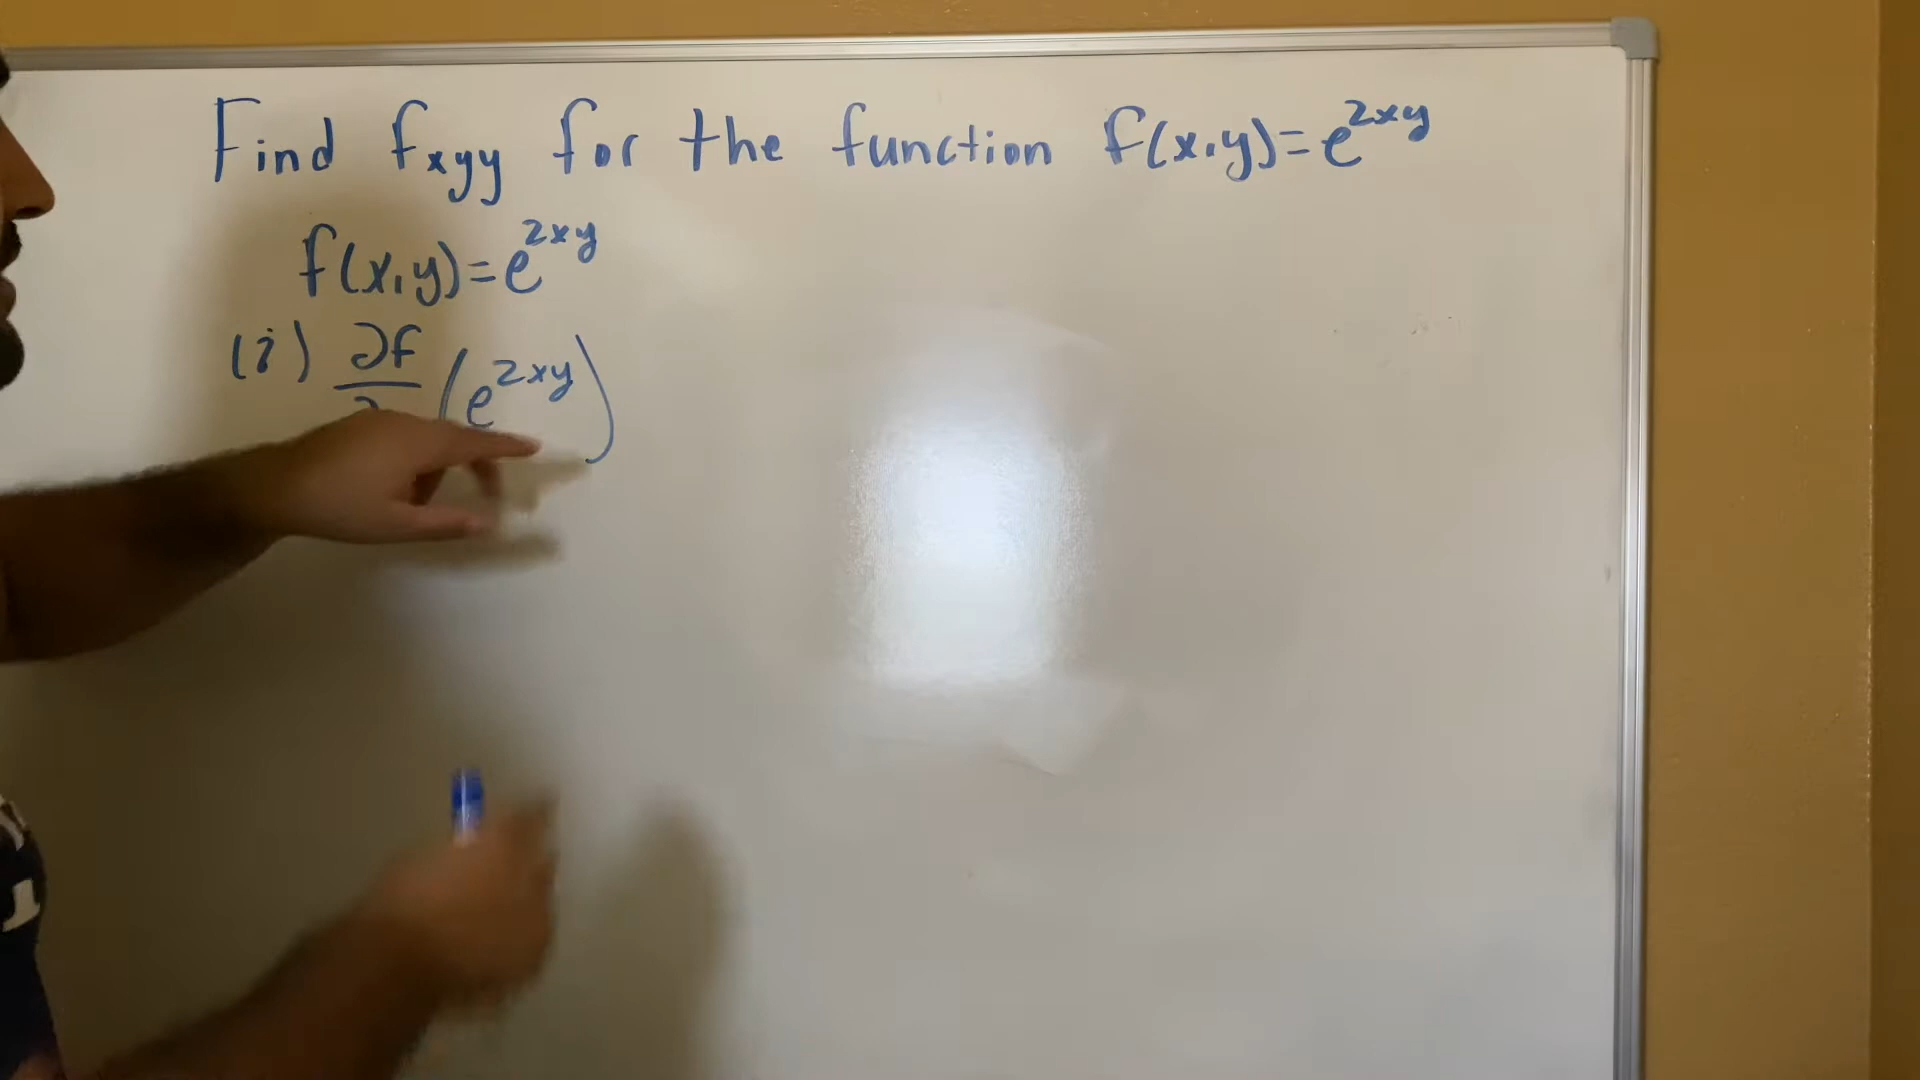 Find fxyy for the function f(x,y)=e^2xy
f(x,y)=e^2xy
(i) ∂f/∂ (e^2xy)